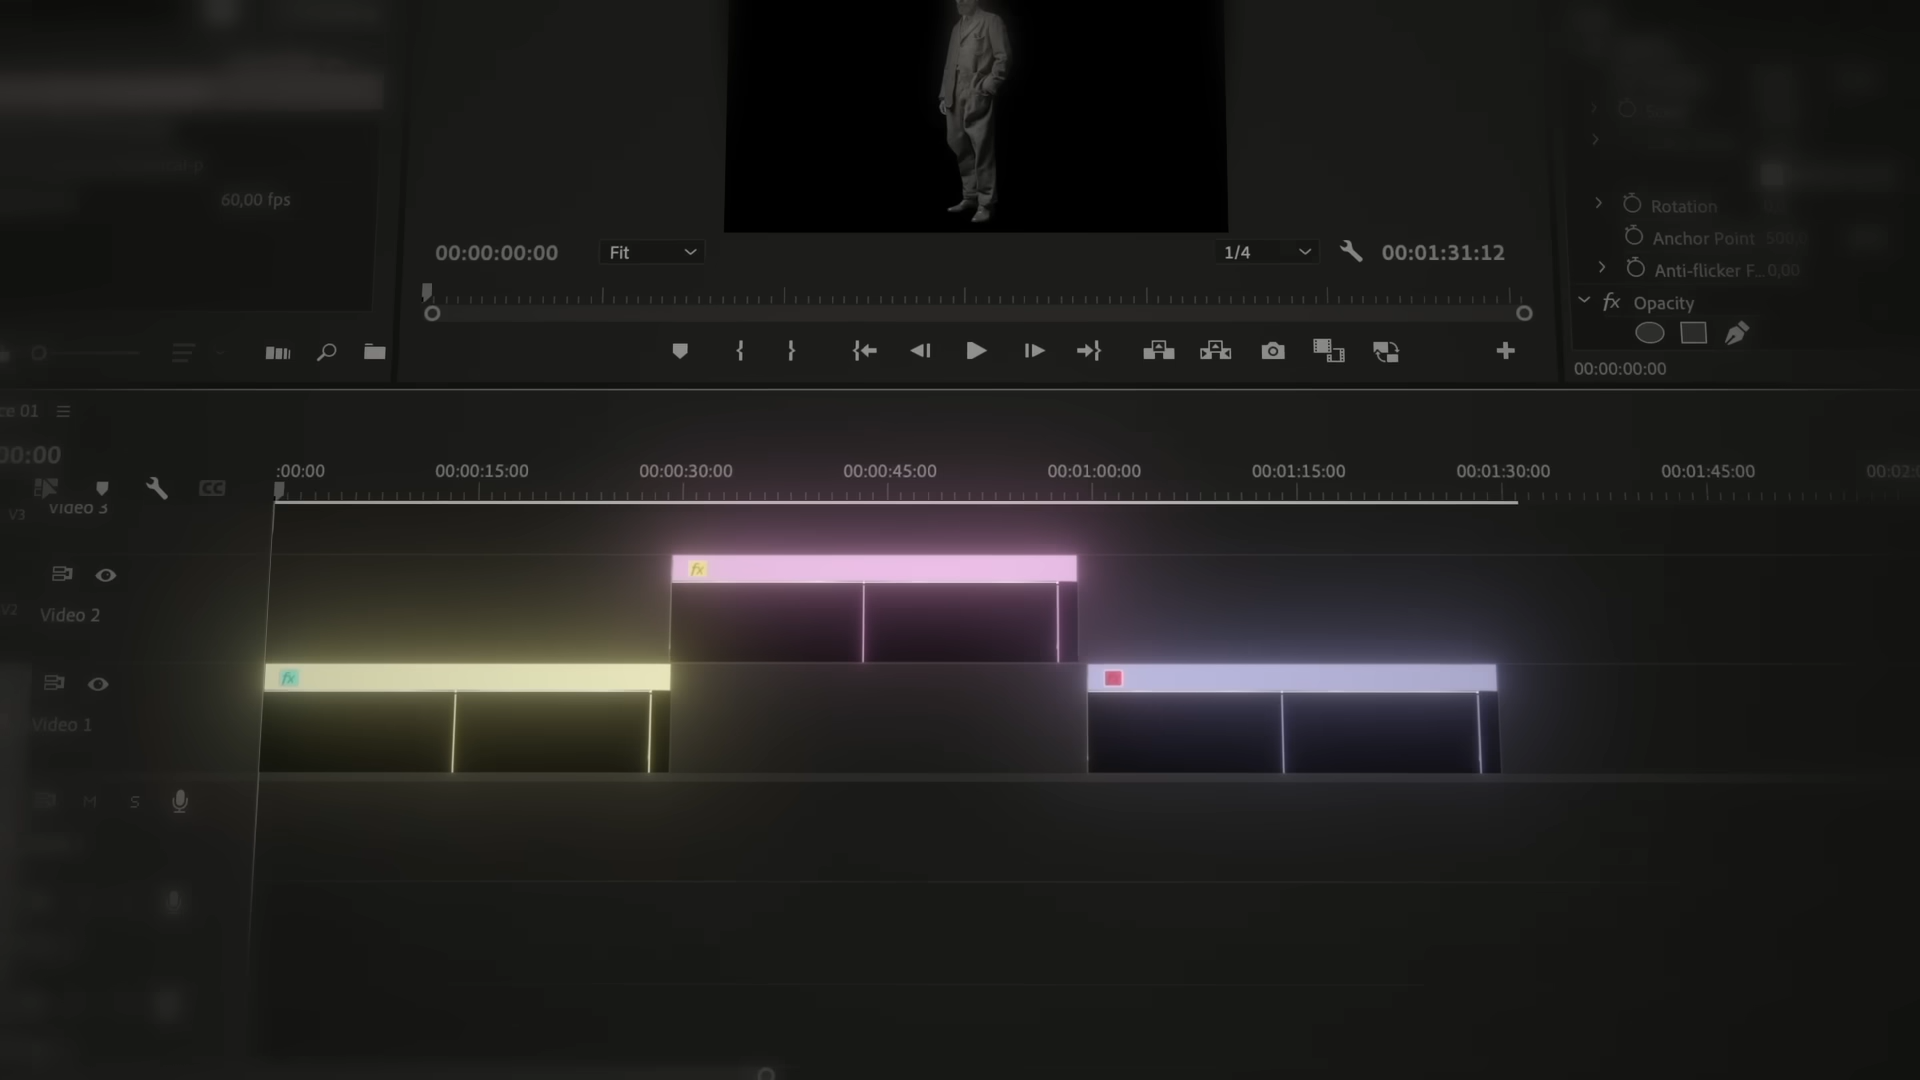 60,00 fps
00:00:00:00
Fit
1/4
00:01:31:12
Rotation
Anchor Point
Anti-flicker F... 0,00
fx Opacity
00:00:00:00
ce 01
00:00
:00:00 00:00:15:00 00:00:30:00 00:00:45:00 00:01:00:00 00:01:15:00 00:01:30:00 00:01:45:00
CC
V3 Video 3
fx
V2 Video 2
fx
Video 1
M S